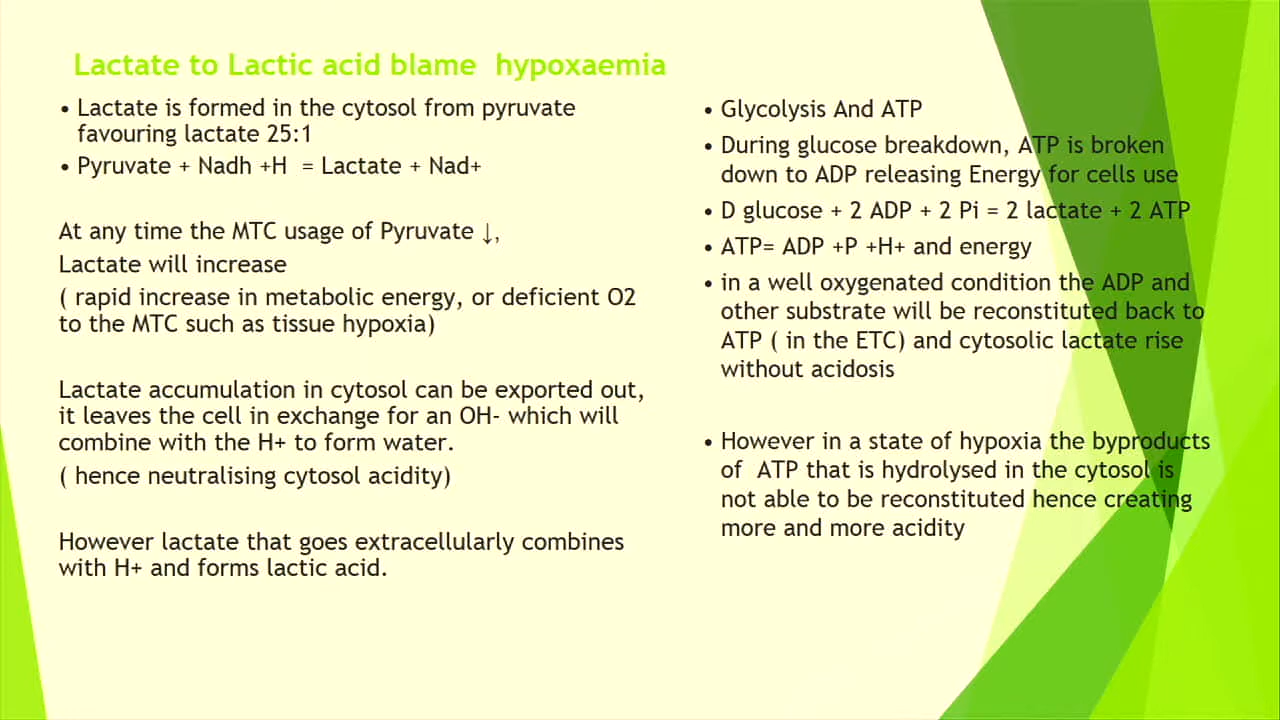 Lactate to Lactic acid blame hypoxaemia
• Lactate is formed in the cytosol from pyruvate
favouring lactate 25:1
• Pyruvate + Nadh +H = Lactate + Nad+
At any time the MTC usage of Pyruvate ↓,
Lactate will increase
( rapid increase in metabolic energy, or deficient O2
to the MTC such as tissue hypoxia)
Lactate accumulation in cytosol can be exported out,
it leaves the cell in exchange for an OH- which will
combine with the H+ to form water.
( hence neutralising cytosol acidity)
However lactate that goes extracellularly combines
with H+ and forms lactic acid.
• Glycolysis And ATP
• During glucose breakdown, ATP is broken
down to ADP releasing Energy for cells use
• D glucose + 2 ADP + 2 Pi = 2 lactate + 2 ATP
• ATP= ADP +P +H+ and energy
• in a well oxygenated condition the ADP and
other substrate will be reconstituted back to
ATP ( in the ETC) and cytosolic lactate rise
without acidosis
• However in a state of hypoxia the byproducts
of ATP that is hydrolysed in the cytosol is
not able to be reconstituted hence creating
more and more acidity